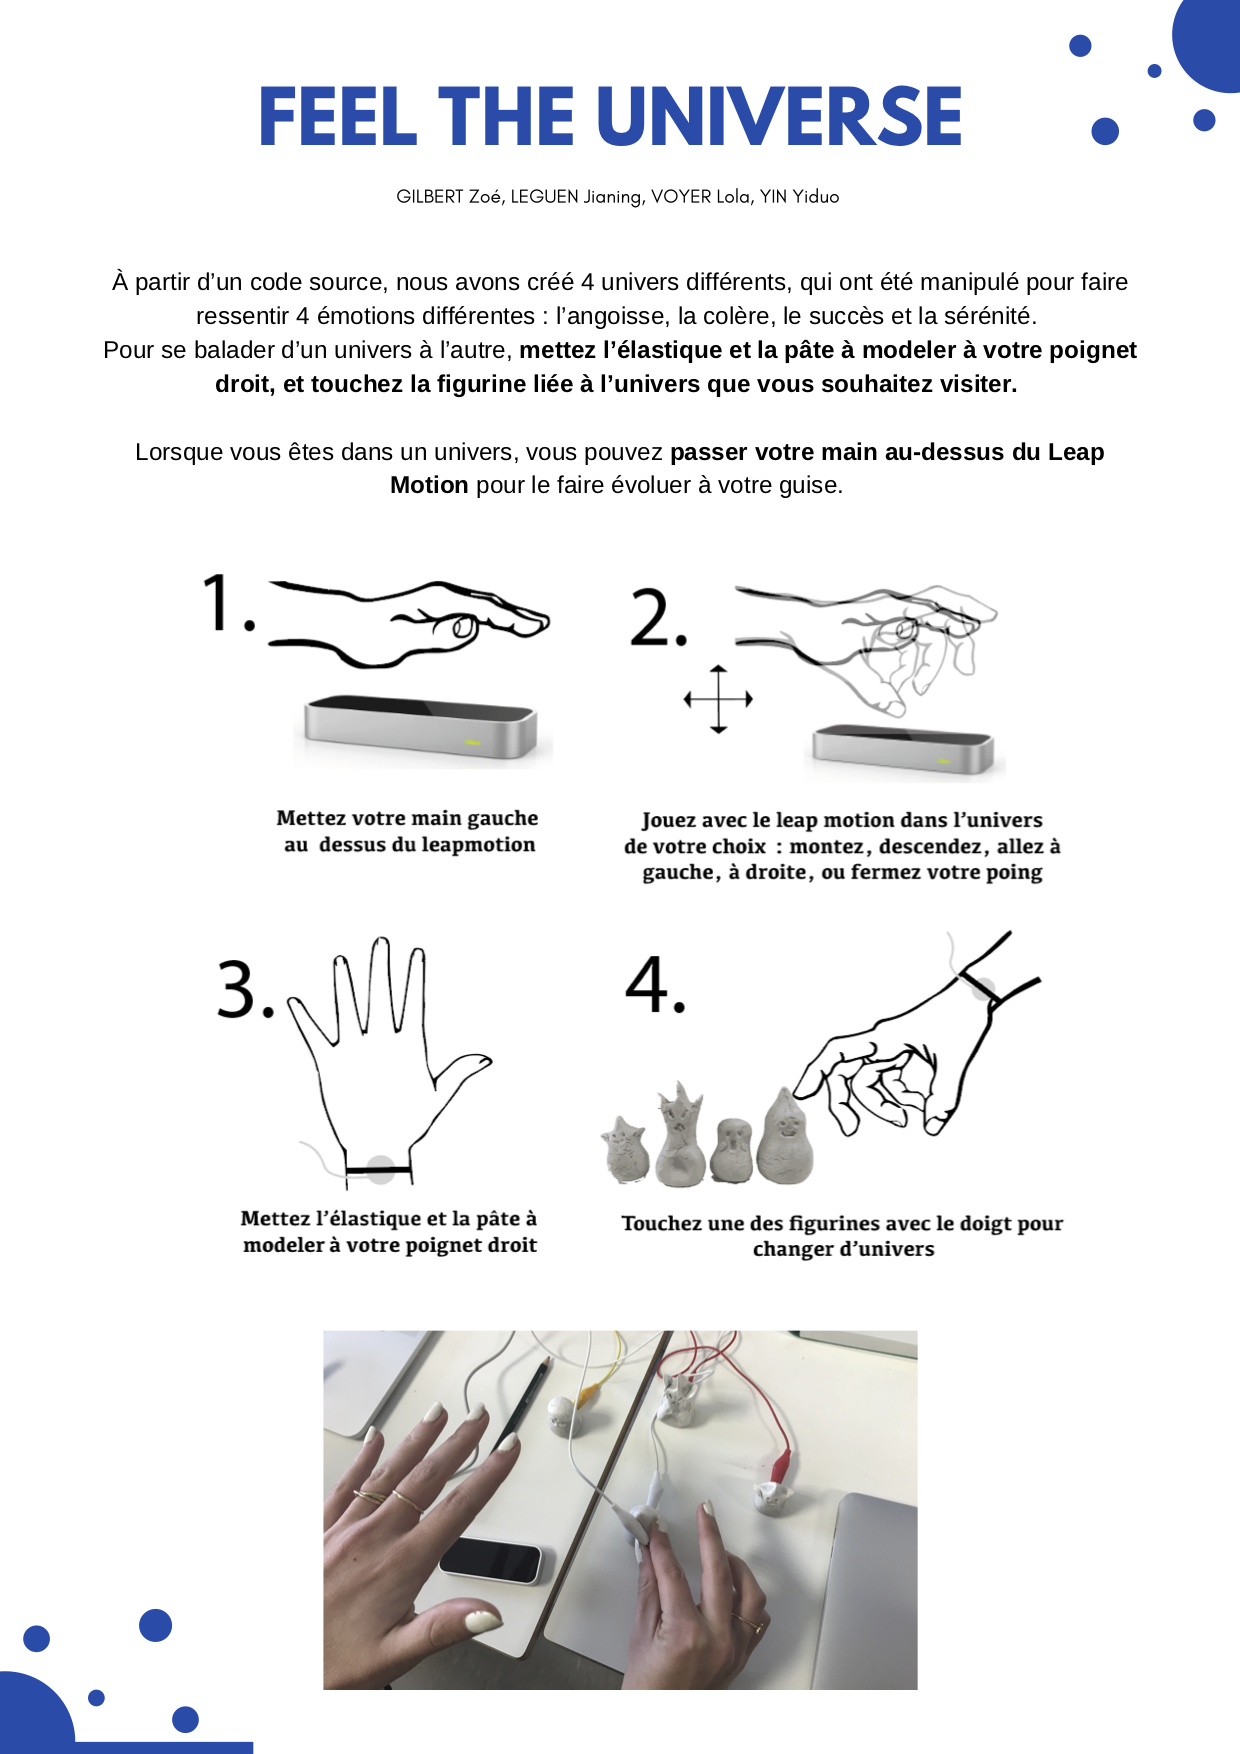 FEEL THE UNIVERSE
GILBERT Zoé, LEGUEN Jianing, VOYER Lola, YIN Yiduo
À partir d’un code source, nous avons créé 4 univers différents, qui ont été manipulé pour faire
ressentir 4 émotions différentes : l’angoisse, la colère, le succès et la sérénité.
Pour se balader d’un univers à l’autre, mettez l’élastique et la pâte à modeler à votre poignet
droit, et touchez la figurine liée à l’univers que vous souhaitez visiter.
Lorsque vous êtes dans un univers, vous pouvez passer votre main au-dessus du Leap
Motion pour le faire évoluer à votre guise.
1.
Mettez votre main gauche
au dessus du leapmotion
2.
Jouez avec le leap motion dans l’univers
de votre choix : montez, descendez, allez à
gauche, à droite, ou fermez votre poing
3.
Mettez l’élastique et la pâte à
modeler à votre poignet droit
4.
Touchez une des figurines avec le doigt pour
changer d’univers